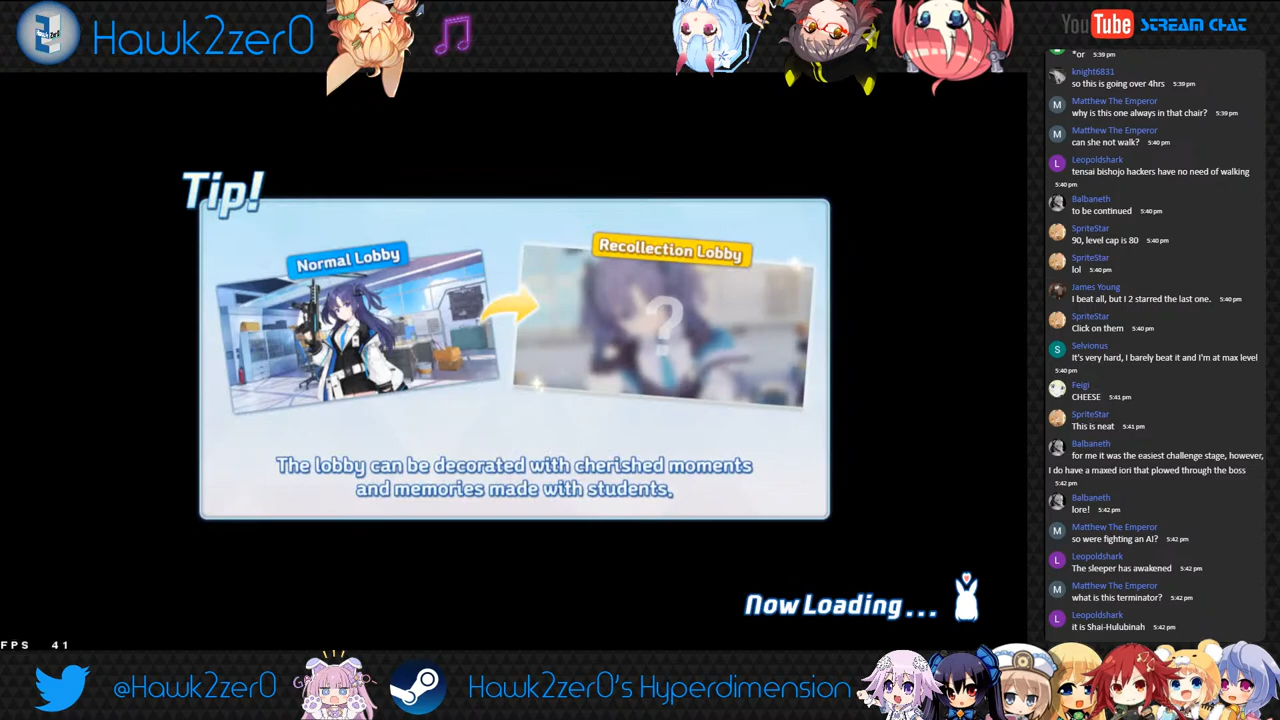 Hawk2zer0
YouTube STREAM CHAT
*or 5:39 pm
knight6831
so this is going over 4hrs 5:39 pm
M Matthew The Emperor
why is this one always in that chair? 5:39 pm
M Matthew The Emperor
can she not walk? 5:40 pm
L Leopoldshark
tensai bishojo hackers have no need of walking
5:40 pm
Balbaneth
to be continued 5:40 pm
SpriteStar
90, level cap is 80 5:40 pm
SpriteStar
lol 5:40 pm
James Young
I beat all, but I 2 starred the last one. 5:40 pm
SpriteStar
Click on them 5:40 pm
S Selvionus
It's very hard, I barely beat it and I'm at max level
5:40 pm
Feigi
CHEESE 5:41 pm
SpriteStar
This is neat 5:41 pm
Balbaneth
for me it was the easiest challenge stage, however,
I do have a maxed iori that plowed through the boss
5:42 pm
Balbaneth
lore! 5:42 pm
M Matthew The Emperor
so were fighting an AI? 5:42 pm
L Leopoldshark
The sleeper has awakened 5:42 pm
M Matthew The Emperor
what is this terminator? 5:42 pm
L Leopoldshark
it is Shai-Hulubinah 5:42 pm
Tip!
Normal Lobby
Recollection Lobby
?
The lobby can be decorated with cherished moments
and memories made with students.
Now Loading...
FPS 41
@Hawk2zer0
Hawk2zer0's Hyperdimension